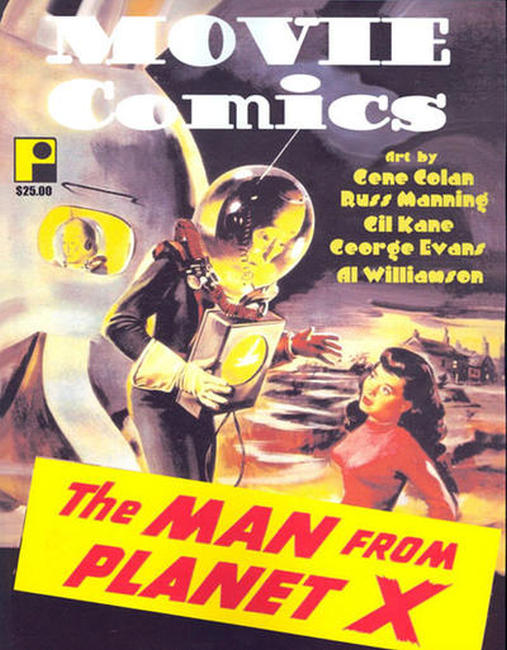 MOVIE
Comics
P
$25.00
Art by
Gene Colan
Russ Manning
Gil Kane
George Evans
Al Williamson
The MAN FROM
PLANET X